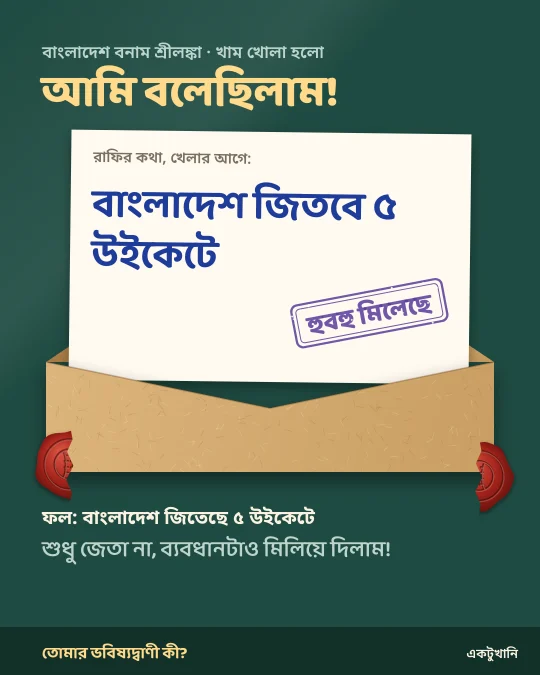 বাংলাদেশ বনাম শ্রীলঙ্কা · খাম খোলা হলো
আমি বলেছিলাম!
রাফির কথা, খেলার আগে:
বাংলাদেশ জিতবে ৫
উইকেটে
হুবহু মিলেছে
ফল: বাংলাদেশ জিতেছে ৫ উইকেটে
শুধু জেতা না, ব্যবধানটাও মিলিয়ে দিলাম!
তোমার ভবিষ্যদ্বাণী কী?
একটুখানি